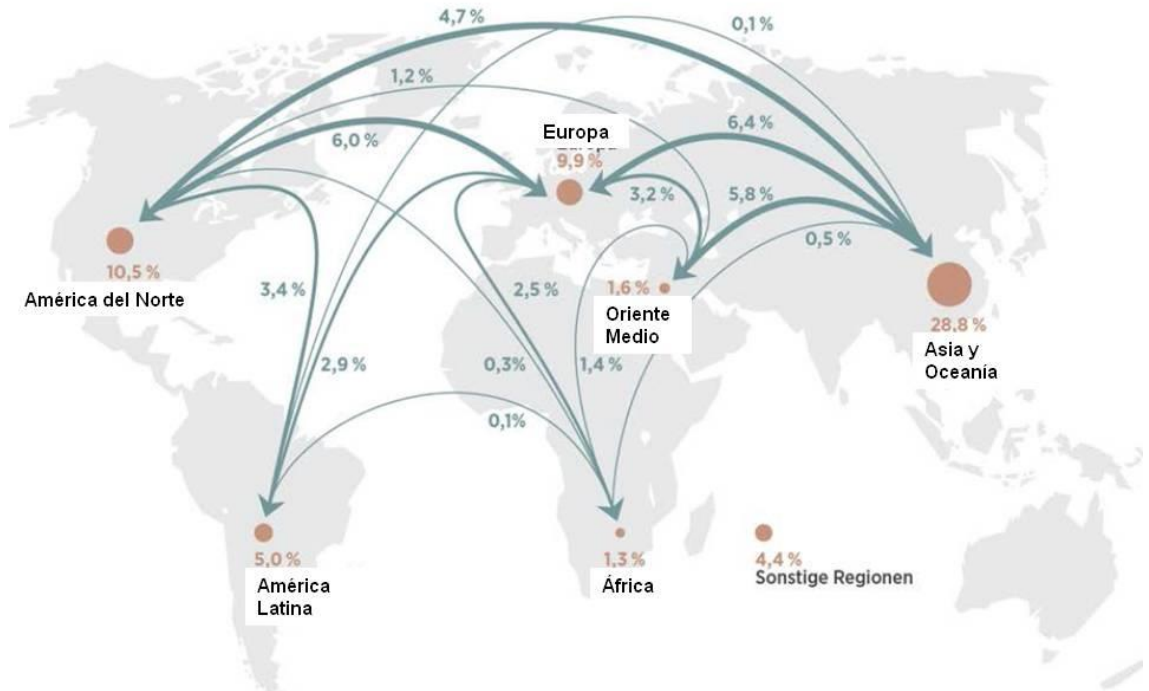 4,7 %
0,1 %
1,2 %
6,0 %
Europa
9,9 %
6,4 %
3,2 %
5,8 %
0,5 %
10,5 %
América del Norte
3,4 %
2,5 %
1,6 %
Oriente
Medio
28,8 %
Asia y
Oceanía
2,9 %
0,3%
1,4 %
0,1%
5,0 %
América
Latina
1,3 %
África
4,4 %
Sonstige Regionen